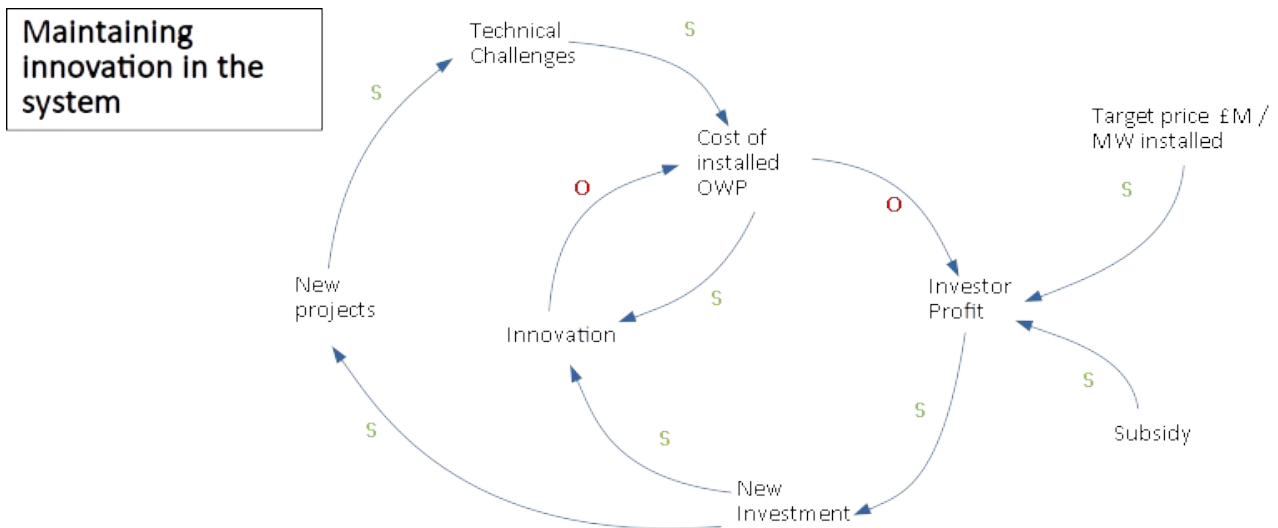 Maintaining
innovation in the
system
Technical
Challenges
S
S
Cost of
installed
OWP
Target price £M /
MW installed
O
O
S
New
projects
Innovation
S
Investor
Profit
S
S
S
S
Subsidy
New
Investment